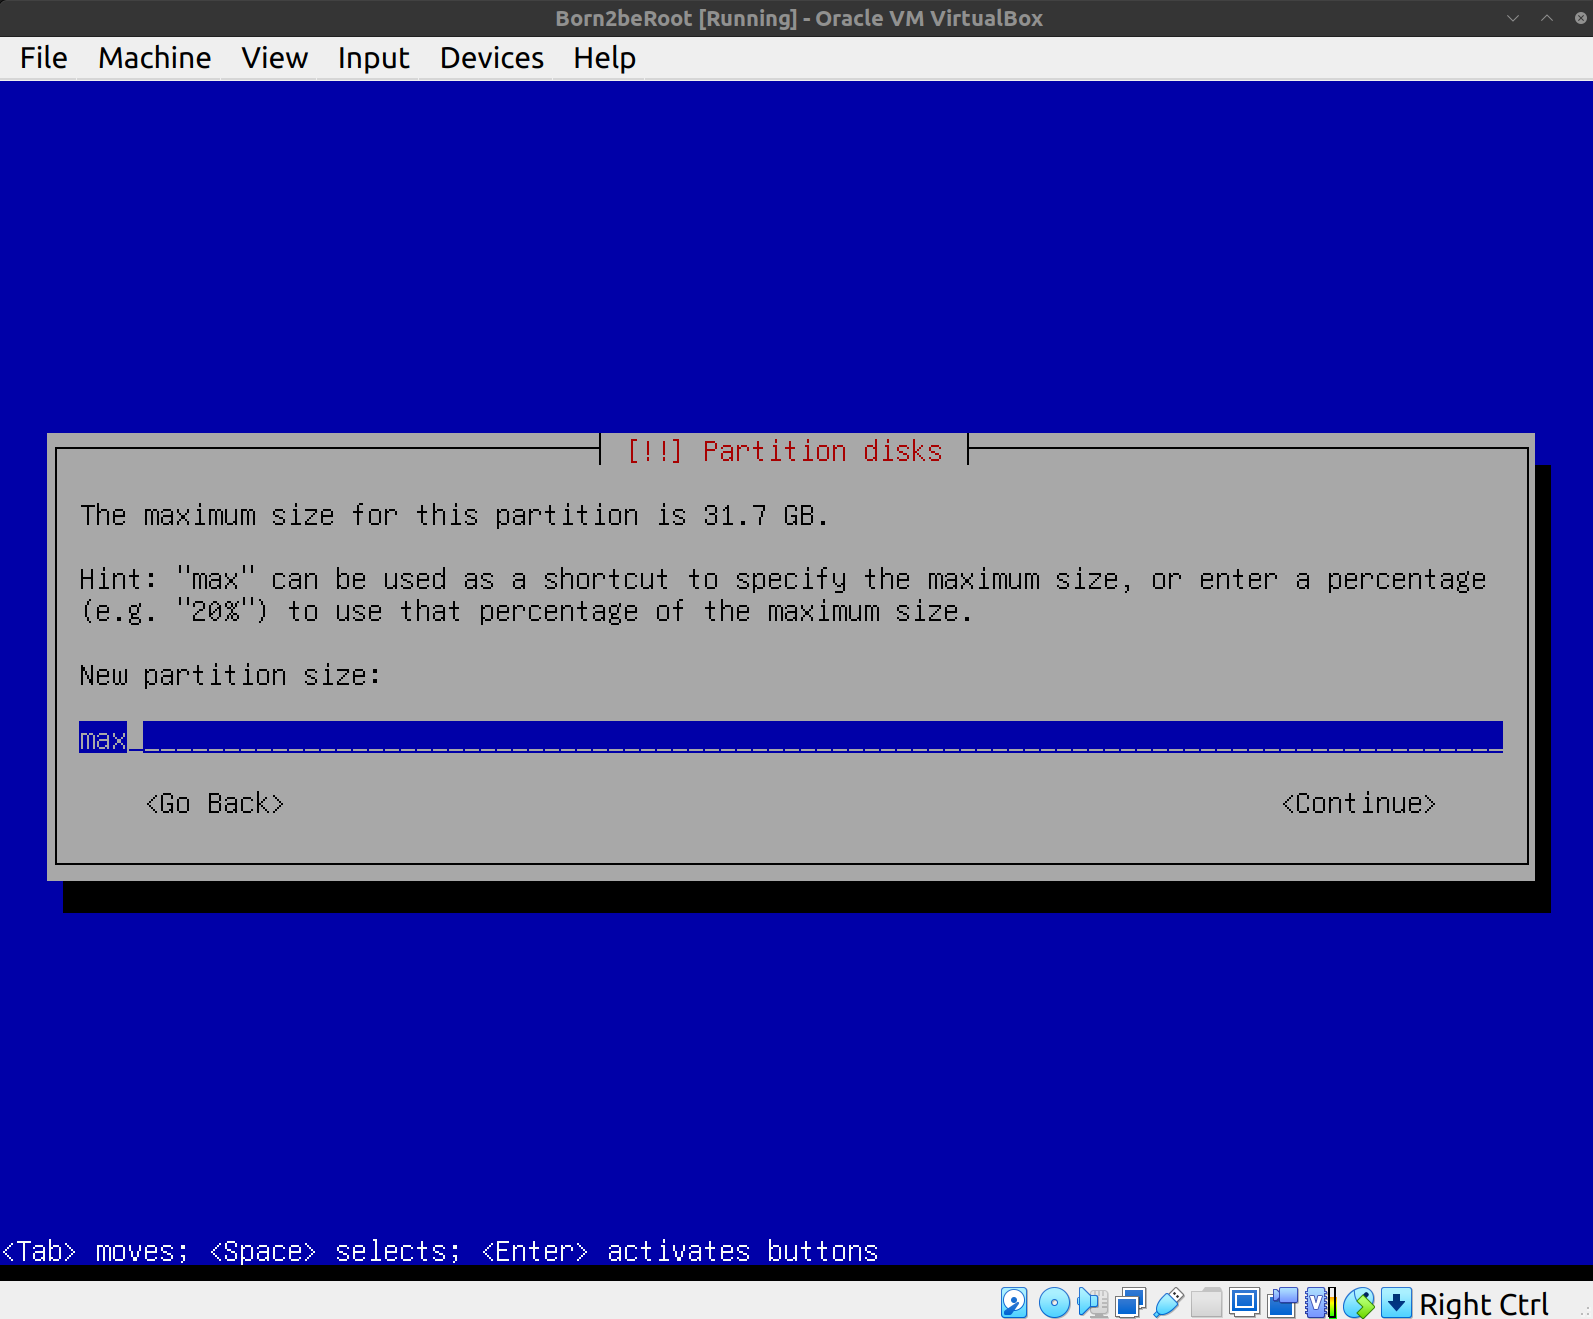 Born2beRoot [Running] - Oracle VM VirtualBox
File Machine View Input Devices Help
[!!] Partition disks
The maximum size for this partition is 31.7 GB.
Hint: "max" can be used as a shortcut to specify the maximum size, or enter a percentage
(e.g. "20%") to use that percentage of the maximum size.
New partition size:
max
<Go Back> <Continue>
<Tab> moves; <Space> selects; <Enter> activates buttons
Right Ctrl